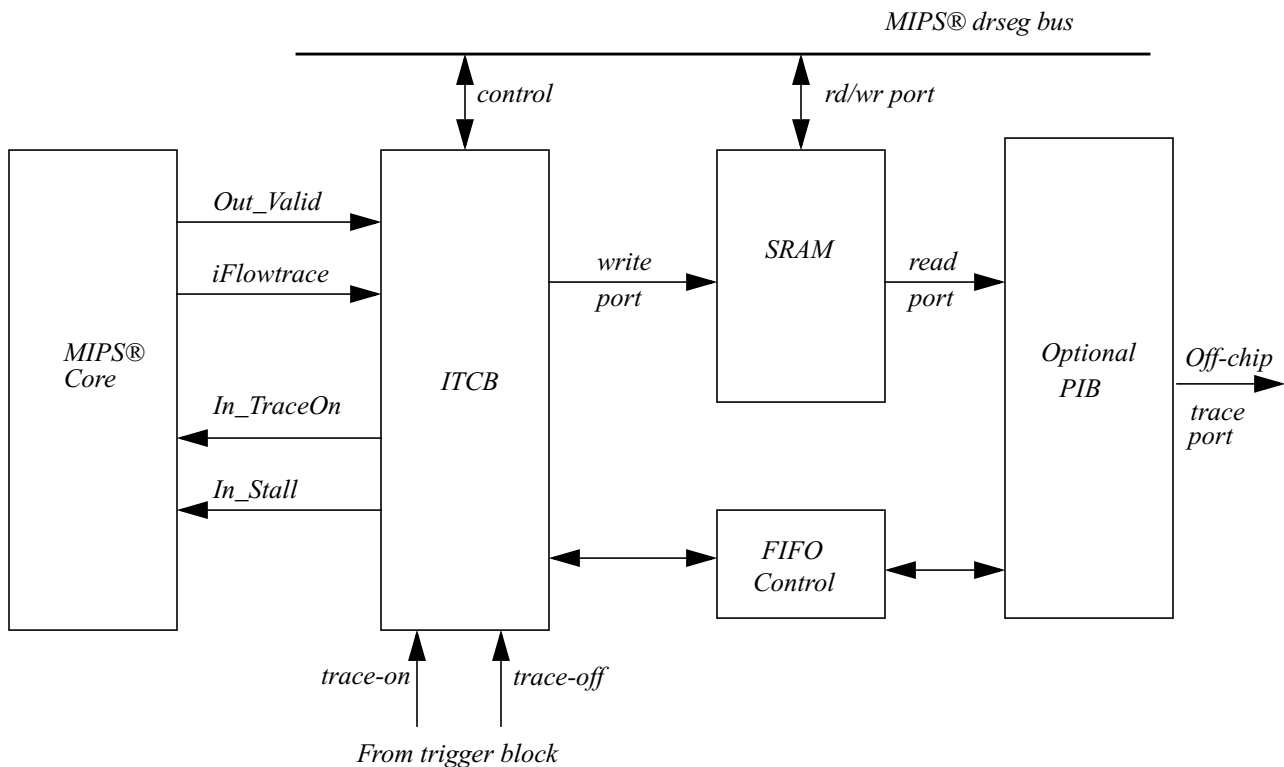 MIPS® drseg bus
control
rd/wr port
Out_Valid
iFlowtrace
MIPS®
Core
In_TraceOn
In_Stall
ITCB
write
port
SRAM
read
port
Optional
PIB
Off-chip
trace
port
FIFO
Control
trace-on
trace-off
From trigger block